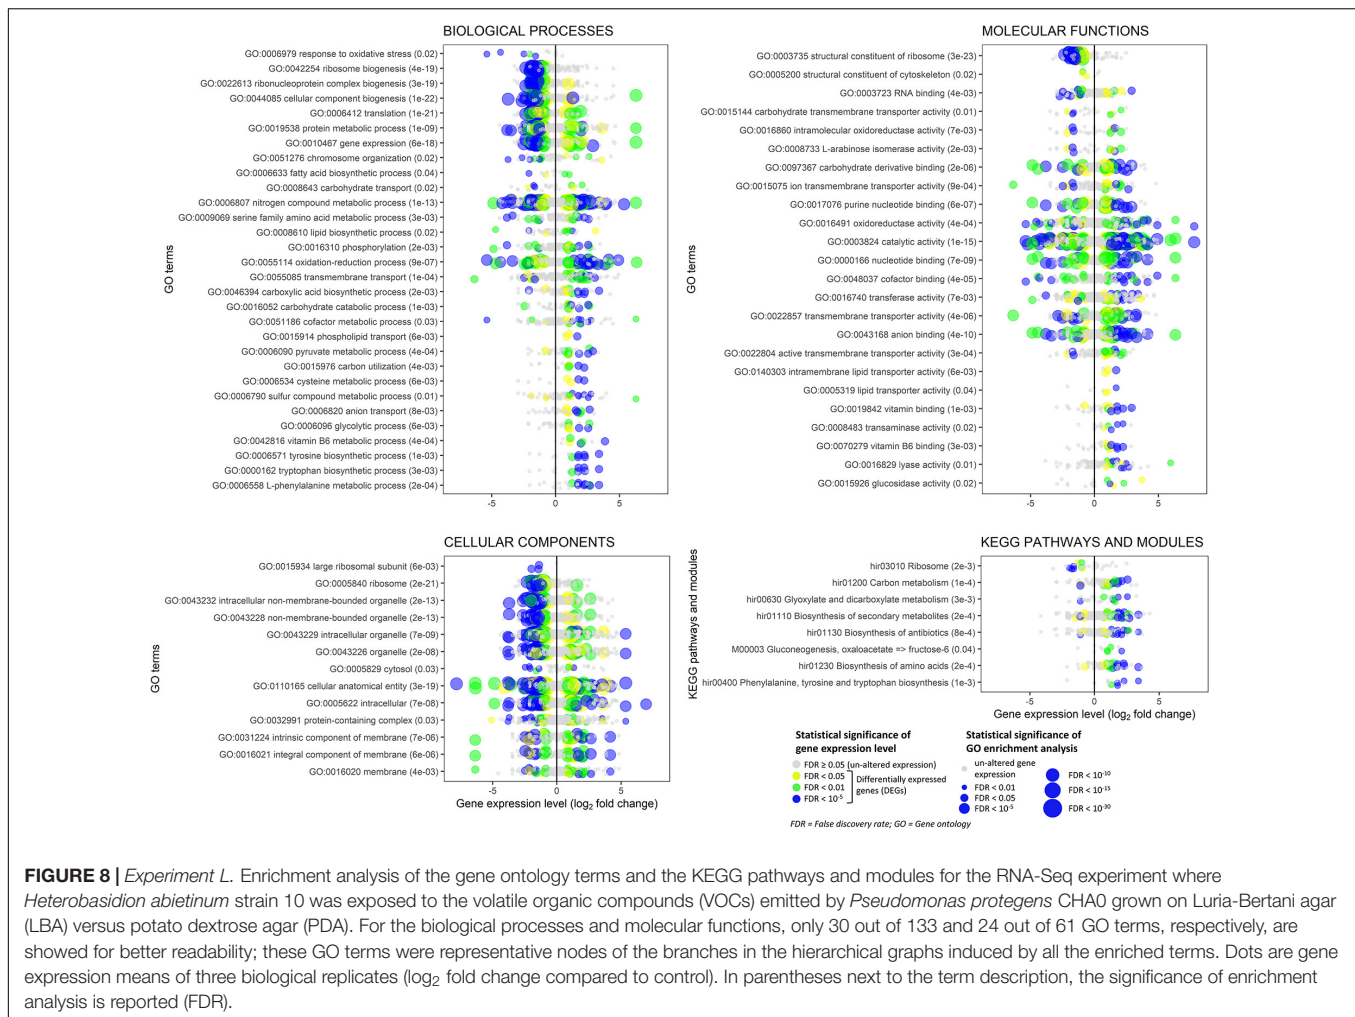 BIOLOGICAL PROCESSES
GO terms
GO:0006979 response to oxidative stress (0.02)
GO:0042254 ribosome biogenesis (4e-19)
GO:0022613 ribonucleoprotein complex biogenesis (3e-19)
GO:0044085 cellular component biogenesis (1e-22)
GO:0006412 translation (1e-21)
GO:0019538 protein metabolic process (1e-09)
GO:0010467 gene expression (6e-18)
GO:0051276 chromosome organization (0.02)
GO:0006633 fatty acid biosynthetic process (0.04)
GO:0008643 carbohydrate transport (0.02)
GO:0006807 nitrogen compound metabolic process (1e-13)
GO:0009069 serine family amino acid metabolic process (3e-03)
GO:0008610 lipid biosynthetic process (0.02)
GO:0016310 phosphorylation (2e-03)
GO:0055114 oxidation-reduction process (9e-07)
GO:0055085 transmembrane transport (1e-04)
GO:0046394 carboxylic acid biosynthetic process (2e-03)
GO:0016052 carbohydrate catabolic process (1e-03)
GO:0051186 cofactor metabolic process (0.03)
GO:0015914 phospholipid transport (6e-03)
GO:0006090 pyruvate metabolic process (4e-04)
GO:0015976 carbon utilization (4e-03)
GO:0006534 cysteine metabolic process (6e-03)
GO:0006790 sulfur compound metabolic process (0.01)
GO:0006820 anion transport (8e-03)
GO:0006096 glycolytic process (6e-03)
GO:0042816 vitamin B6 metabolic process (4e-04)
GO:0006571 tyrosine biosynthetic process (1e-03)
GO:0000162 tryptophan biosynthetic process (3e-03)
GO:0006558 L-phenylalanine metabolic process (2e-04)
-5 0 5
MOLECULAR FUNCTIONS
GO terms
GO:0003735 structural constituent of ribosome (3e-23)
GO:0005200 structural constituent of cytoskeleton (0.02)
GO:0003723 RNA binding (4e-03)
GO:0015144 carbohydrate transmembrane transporter activity (0.01)
GO:0016860 intramolecular oxidoreductase activity (7e-03)
GO:0008733 L-arabinose isomerase activity (2e-03)
GO:0097367 carbohydrate derivative binding (2e-06)
GO:0015075 ion transmembrane transporter activity (9e-04)
GO:0017076 purine nucleotide binding (6e-07)
GO:0016491 oxidoreductase activity (4e-04)
GO:0003824 catalytic activity (1e-15)
GO:0000166 nucleotide binding (7e-09)
GO:0048037 cofactor binding (4e-05)
GO:0016740 transferase activity (7e-03)
GO:0022857 transmembrane transporter activity (4e-06)
GO:0043168 anion binding (4e-10)
GO:0022804 active transmembrane transporter activity (3e-04)
GO:0140303 intramembrane lipid transporter activity (6e-03)
GO:0005319 lipid transporter activity (0.04)
GO:0019842 vitamin binding (1e-03)
GO:0008483 transaminase activity (0.02)
GO:0070279 vitamin B6 binding (3e-03)
GO:0016829 lyase activity (0.01)
GO:0015926 glucosidase activity (0.02)
-5 0 5
CELLULAR COMPONENTS
GO terms
GO:0015934 large ribosomal subunit (6e-03)
GO:0005840 ribosome (2e-21)
GO:0043232 intracellular non-membrane-bounded organelle (2e-13)
GO:0043228 non-membrane-bounded organelle (2e-13)
GO:0043229 intracellular organelle (7e-09)
GO:0043226 organelle (2e-08)
GO:0005829 cytosol (0.03)
GO:0110165 cellular anatomical entity (3e-19)
GO:0005622 intracellular (7e-08)
GO:0032991 protein-containing complex (0.03)
GO:0031224 intrinsic component of membrane (7e-06)
GO:0016021 integral component of membrane (6e-06)
GO:0016020 membrane (4e-03)
-5 0 5
Gene expression level (log2 fold change)
KEGG PATHWAYS AND MODULES
KEGG pathways and modules
hir03010 Ribosome (2e-3)
hir01200 Carbon metabolism (1e-4)
hir00630 Glyoxylate and dicarboxylate metabolism (3e-3)
hir01110 Biosynthesis of secondary metabolites (2e-4)
hir01130 Biosynthesis of antibiotics (8e-4)
M00003 Gluconeogenesis, oxaloacetate => fructose-6 (0.04)
hir01230 Biosynthesis of amino acids (2e-4)
hir00400 Phenylalanine, tyrosine and tryptophan biosynthesis (1e-3)
-5 0 5
Gene expression level (log2 fold change)
Statistical significance of
gene expression level
FDR ≥ 0.05 (un-altered expression)
FDR < 0.05
FDR < 0.01
FDR < 10-5
Differentially expressed
genes (DEGs)
Statistical significance of
GO enrichment analysis
un-altered gene
expression
FDR < 0.01
FDR < 0.05
FDR < 10-5
FDR < 10-10
FDR < 10-15
FDR < 10-30
FDR = False discovery rate; GO = Gene ontology
FIGURE 8 | Experiment L. Enrichment analysis of the gene ontology terms and the KEGG pathways and modules for the RNA-Seq experiment where
Heterobasidion abietinum strain 10 was exposed to the volatile organic compounds (VOCs) emitted by Pseudomonas protegens CHA0 grown on Luria-Bertani agar
(LBA) versus potato dextrose agar (PDA). For the biological processes and molecular functions, only 30 out of 133 and 24 out of 61 GO terms, respectively, are
showed for better readability; these GO terms were representative nodes of the branches in the hierarchical graphs induced by all the enriched terms. Dots are gene
expression means of three biological replicates (log2 fold change compared to control). In parentheses next to the term description, the significance of enrichment
analysis is reported (FDR).